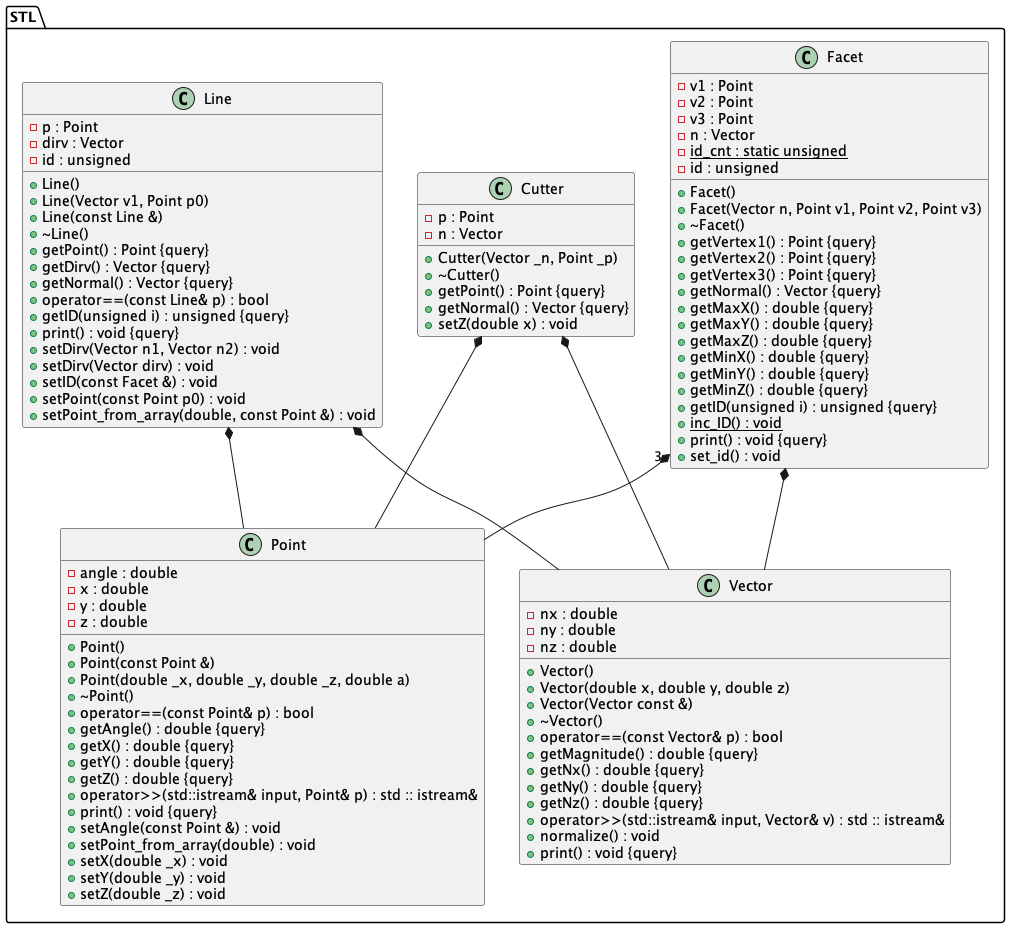 STL
Line
p : Point
dirv : Vector
id : unsigned
Line()
Line(Vector v1, Point p0)
Line(const Line &)
~Line()
getPoint() : Point {query}
getDirv() : Vector {query}
getNormal() : Vector {query}
operator==(const Line& p) : bool
getID(unsigned i) : unsigned {query}
print() : void {query}
setDirv(Vector n1, Vector n2) : void
setDirv(Vector dirv) : void
setID(const Facet &) : void
setPoint(const Point p0) : void
setPoint_from_array(double, const Point &) : void
Cutter
p : Point
n : Vector
Cutter(Vector _n, Point _p)
~Cutter()
getPoint() : Point {query}
getNormal() : Vector {query}
setZ(double x) : void
Facet
v1 : Point
v2 : Point
v3 : Point
n : Vector
id_cnt : static unsigned
id : unsigned
Facet()
Facet(Vector n, Point v1, Point v2, Point v3)
~Facet()
getVertex1() : Point {query}
getVertex2() : Point {query}
getVertex3() : Point {query}
getNormal() : Vector {query}
getMaxX() : double {query}
getMaxY() : double {query}
getMaxZ() : double {query}
getMinX() : double {query}
getMinY() : double {query}
getMinZ() : double {query}
getID(unsigned i) : unsigned {query}
inc_ID() : void
print() : void {query}
set_id() : void
3
Point
angle : double
x : double
y : double
z : double
Point()
Point(const Point &)
Point(double _x, double _y, double _z, double a)
~Point()
operator==(const Point& p) : bool
getAngle() : double {query}
getX() : double {query}
getY() : double {query}
getZ() : double {query}
operator>>(std::istream& input, Point& p) : std :: istream&
print() : void {query}
setAngle(const Point &) : void
setPoint_from_array(double) : void
setX(double _x) : void
setY(double _y) : void
setZ(double _z) : void
Vector
nx : double
ny : double
nz : double
Vector()
Vector(double x, double y, double z)
Vector(Vector const &)
~Vector()
operator==(const Vector& p) : bool
getMagnitude() : double {query}
getNx() : double {query}
getNy() : double {query}
getNz() : double {query}
operator>>(std::istream& input, Vector& v) : std :: istream&
normalize() : void
print() : void {query}